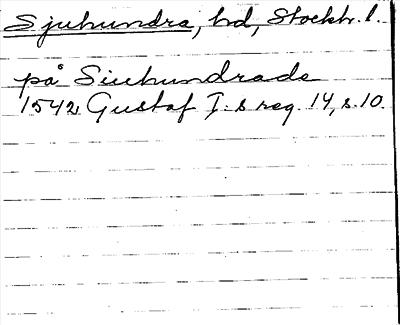 Sjuhundra, hd, Stockh. l.
på Siuhundrade
1542 Gustaf I. s reg. 14, s. 10.